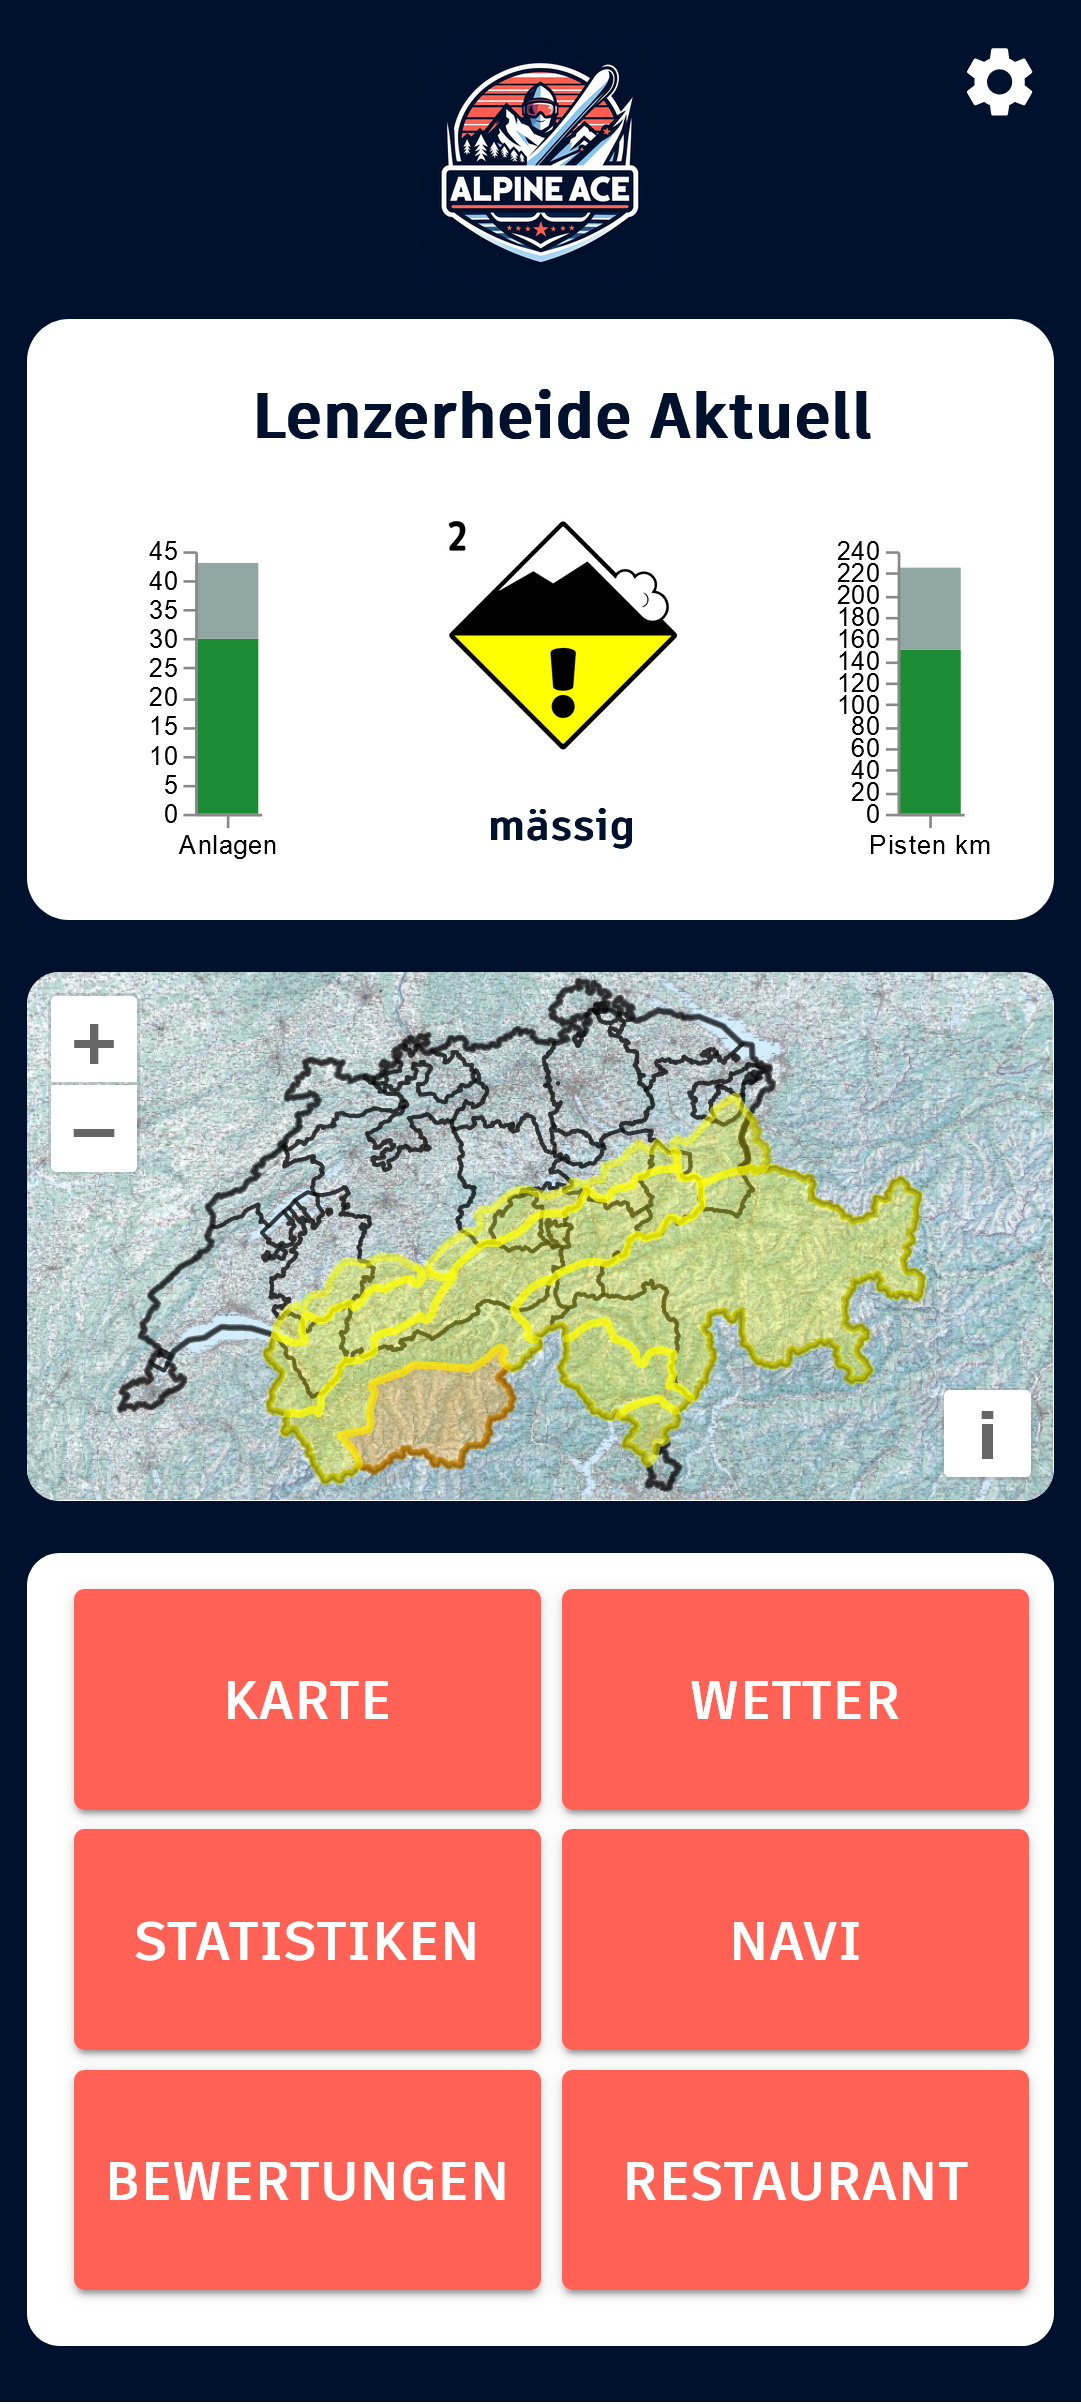 ALPINE ACE
Lenzerheide Aktuell
45
40
35
30
25
20
15
10
5
0
Anlagen
2
!
mässig
240
220
200
180
160
140
120
100
80
60
40
20
0
Pisten km
+
−
i
KARTE
WETTER
STATISTIKEN
NAVI
BEWERTUNGEN
RESTAURANT